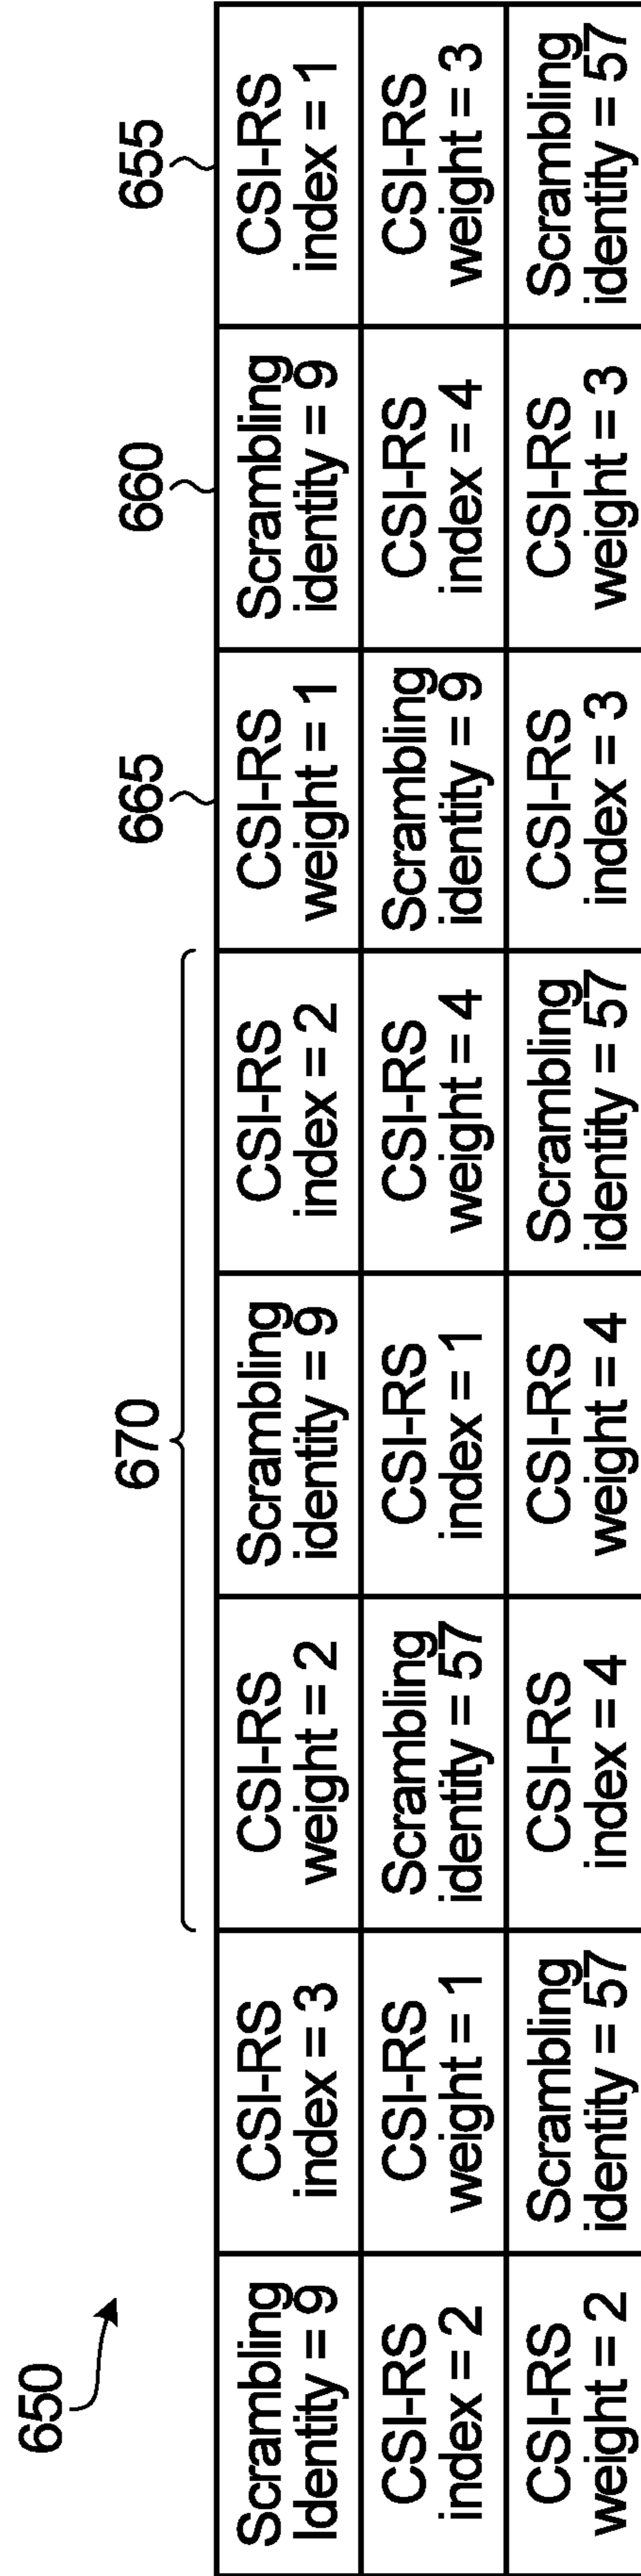 650
670
665
660
655
Scrambling
Identity = 9
CSI-RS
index = 3
CSI-RS
weight = 2
Scrambling
identity = 9
CSI-RS
index = 2
CSI-RS
weight = 1
Scrambling
identity = 9
CSI-RS
index = 1
CSI-RS
index = 2
CSI-RS
weight = 1
Scrambling
identity = 57
CSI-RS
index = 1
CSI-RS
weight = 4
Scrambling
identity = 9
CSI-RS
index = 4
CSI-RS
weight = 3
CSI-RS
weight = 2
Scrambling
identity = 57
CSI-RS
index = 4
CSI-RS
weight = 4
Scrambling
identity = 57
CSI-RS
index = 3
CSI-RS
weight = 3
Scrambling
identity = 57